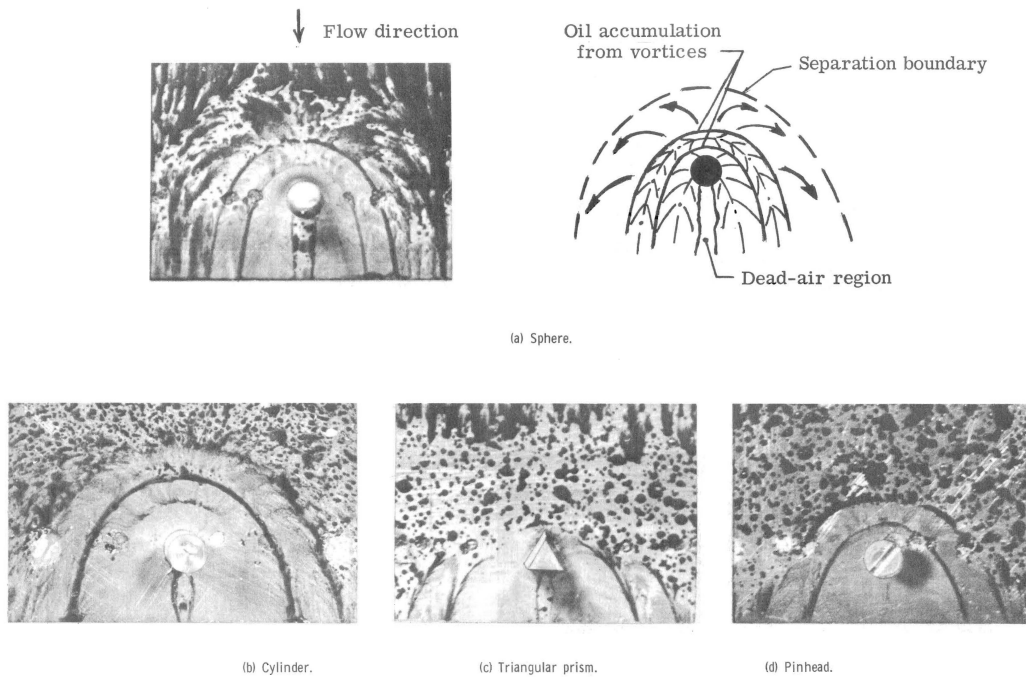 Flow direction
Oil accumulation
from vortices
Separation boundary
Dead-air region
(a) Sphere.
(b) Cylinder.
(c) Triangular prism.
(d) Pinhead.